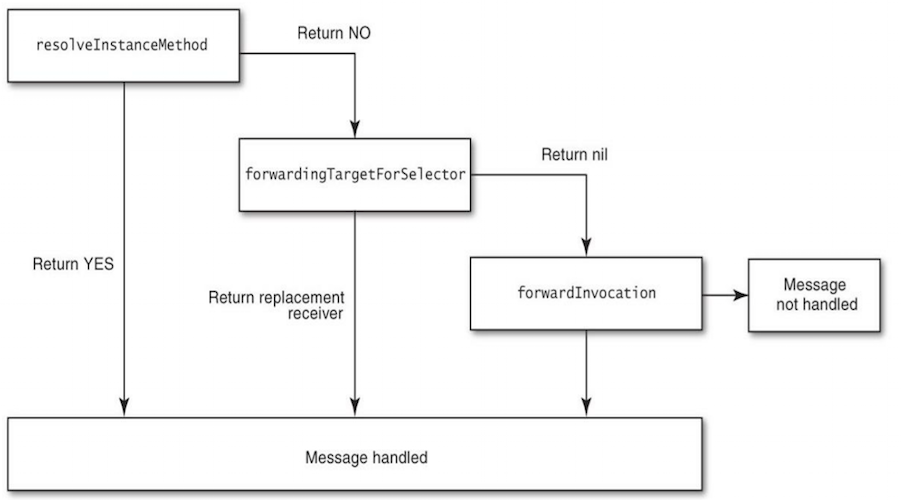 resolveInstanceMethod
Return NO
forwardingTargetForSelector
Return nil
Return YES
Return replacement
receiver
forwardInvocation
Message
not handled
Message handled